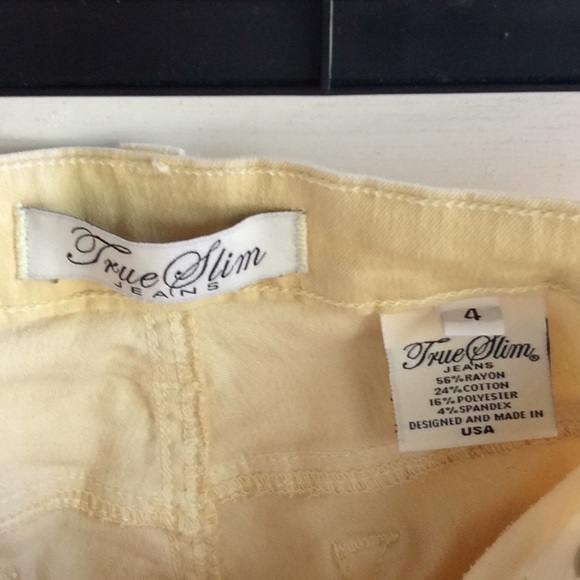 True Slim
JEANS
4
True Slim®
JEANS
56% RAYON
24% COTTON
16% POLYESTER
4% SPANDEX
DESIGNED AND MADE IN
USA